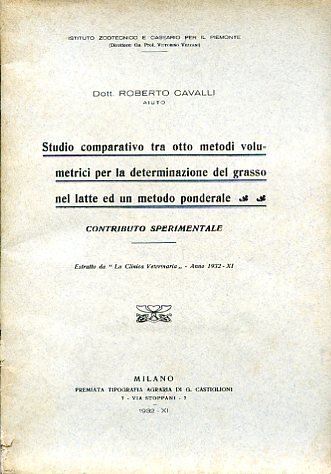 ISTITUTO ZOOTECNICO E CASEARIO PER IL PIEMONTE
(Direttore: Gr. Prof. Vittorino Vezzani)
Dott. ROBERTO CAVALLI
AIUTO
Studio comparativo tra otto metodi volu-
metrici per la determinazione del grasso
nel latte ed un metodo ponderale
CONTRIBUTO SPERIMENTALE
Estratto da " La Clinica Veterinaria „ - Anno 1932-XI
MILANO
PREMIATA TIPOGRAFIA AGRARIA DI G. CASTIGLIONI
7 - VIA STOPPANI - 7
1932 - XI